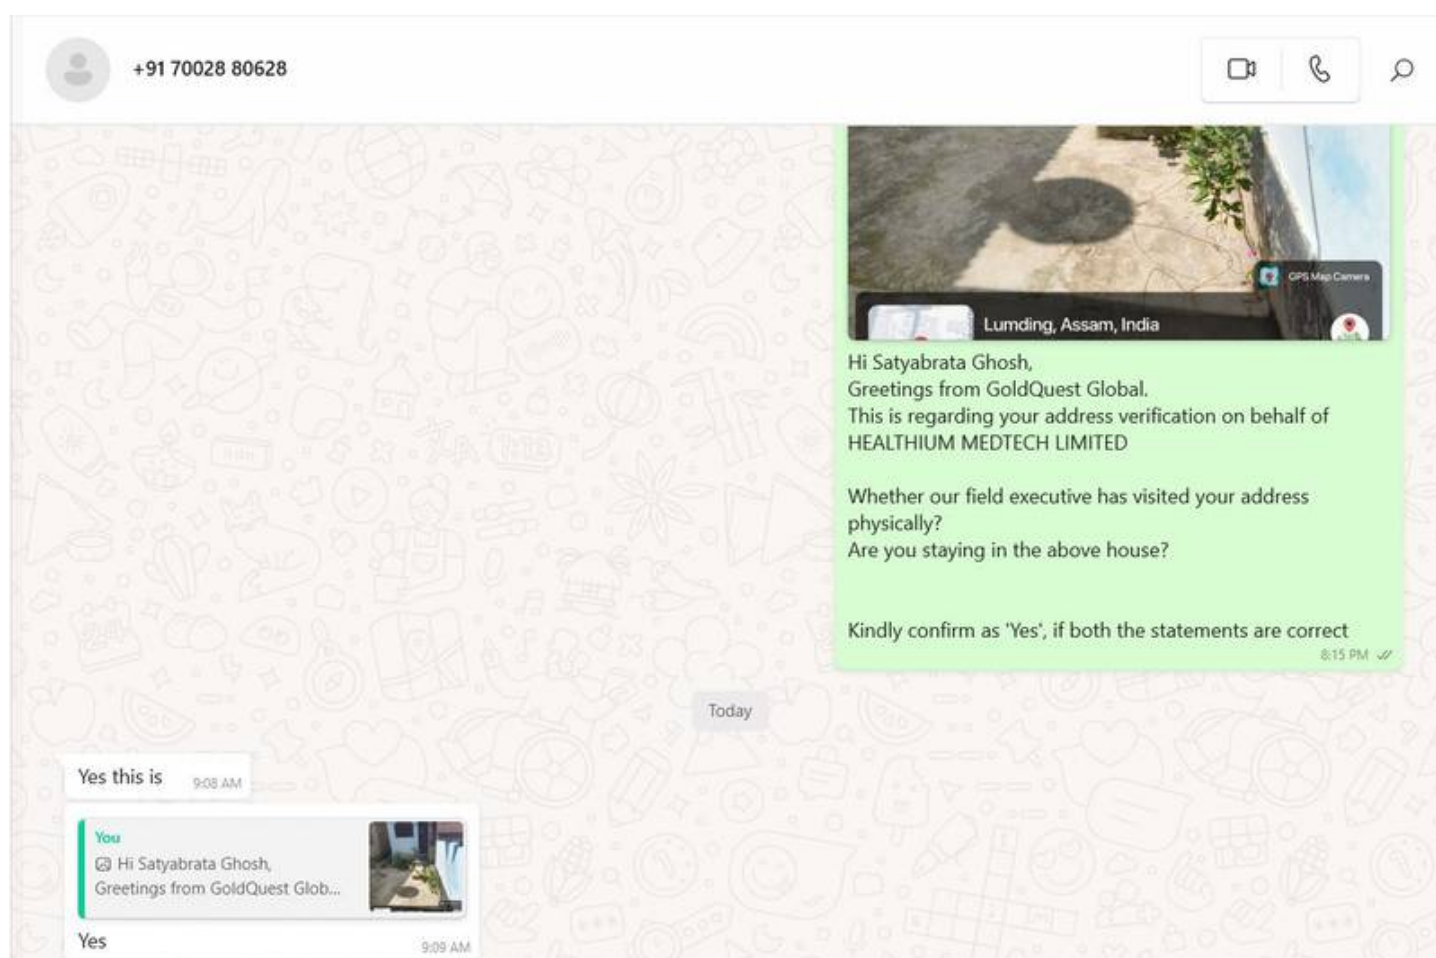 +91 70028 80628
GPS Map Camera
Lumding, Assam, India
Hi Satyabrata Ghosh,
Greetings from GoldQuest Global.
This is regarding your address verification on behalf of
HEALTHIUM MEDTECH LIMITED
Whether our field executive has visited your address
physically?
Are you staying in the above house?
Kindly confirm as 'Yes', if both the statements are correct
8:15 PM
Today
Yes this is 9:08 AM
You
Hi Satyabrata Ghosh,
Greetings from GoldQuest Glob...
Yes 9:09 AM